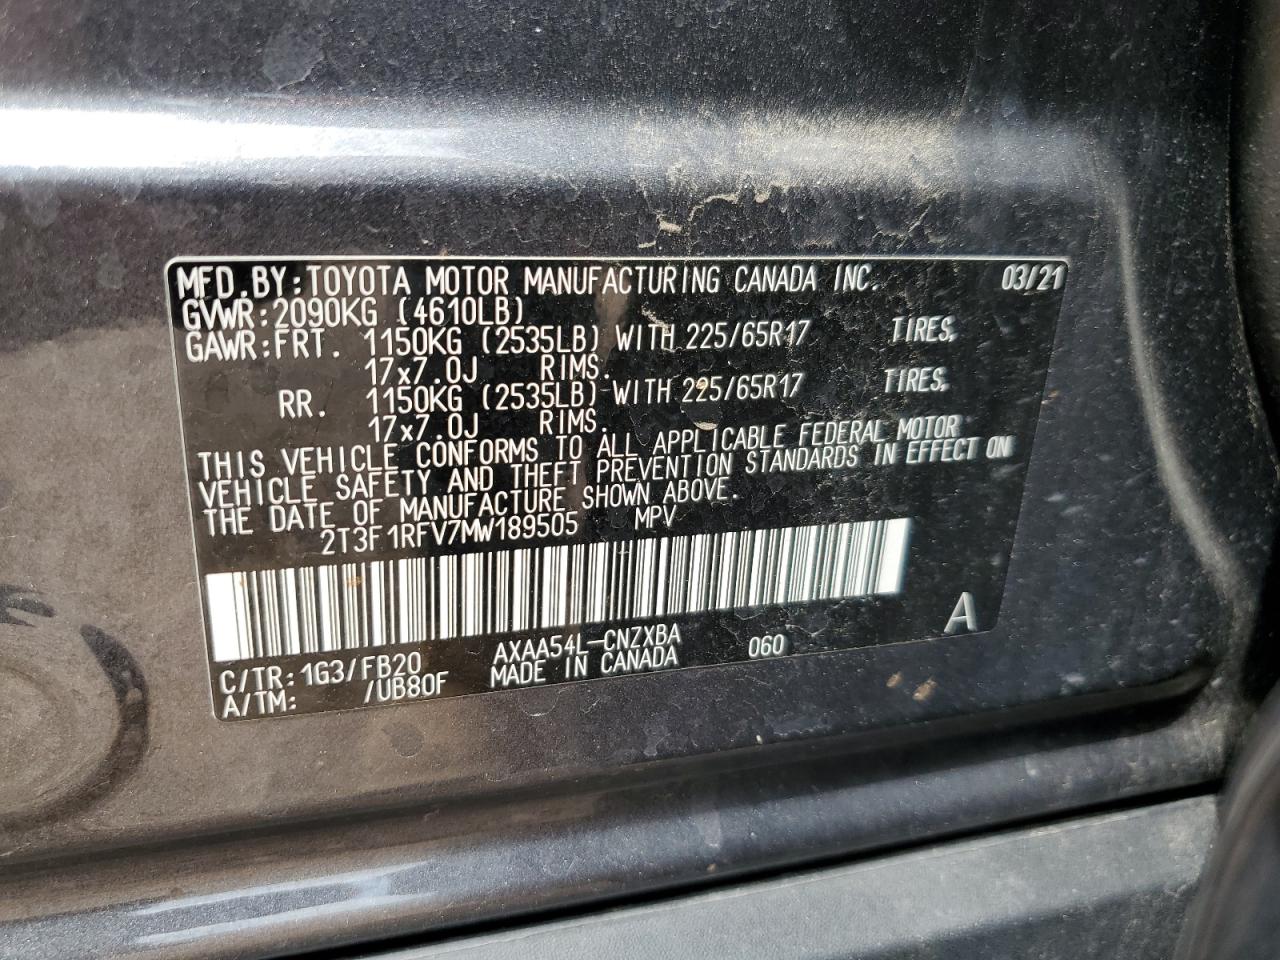 MFD.BY:TOYOTA MOTOR MANUFACTURING CANADA INC. 03/21
GVWR:2090KG (4610LB)
GAWR:FRT. 1150KG (2535LB) WITH 225/65R17 TIRES,
17x7.0J RIMS.
RR. 1150KG (2535LB) WITH 225/65R17 TIRES,
17x7.0J RIMS.
THIS VEHICLE CONFORMS TO ALL APPLICABLE FEDERAL MOTOR
VEHICLE SAFETY AND THEFT PREVENTION STANDARDS IN EFFECT ON
THE DATE OF MANUFACTURE SHOWN ABOVE.
2T3F1RFV7MW189505 MPV
C/TR:1G3/FB20 AXAA54L-CNZXBA 060 A
A/TM: /UB80F MADE IN CANADA